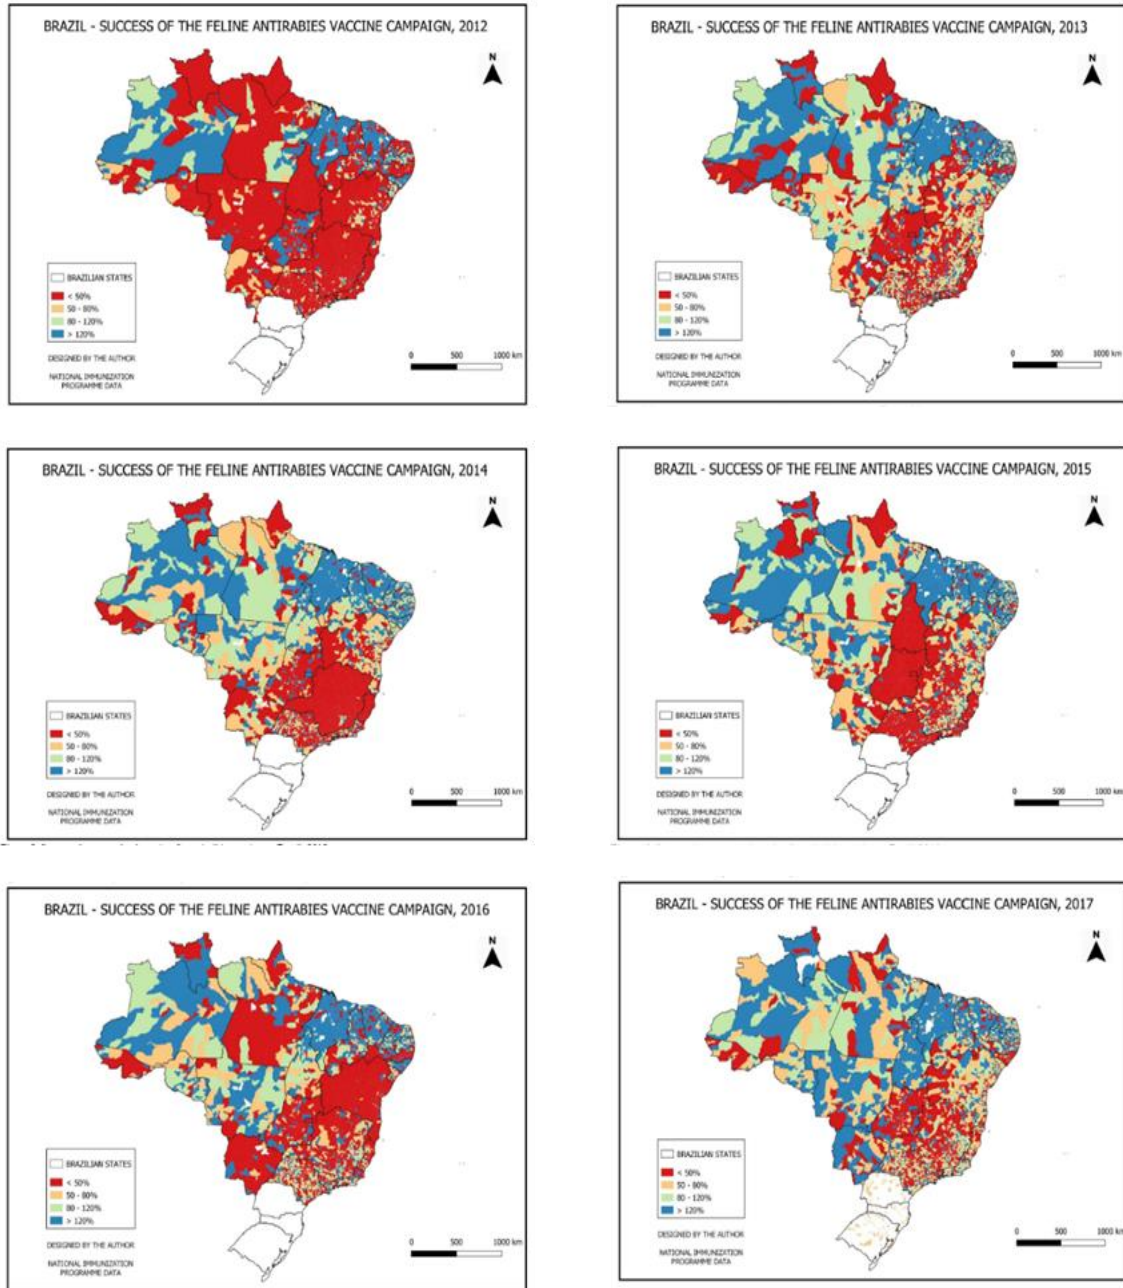 BRAZIL - SUCCESS OF THE FELINE ANTIRABIES VACCINE CAMPAIGN, 2012
N
BRAZILIAN STATES
< 50%
50 - 80%
80 - 120%
> 120%
DESIGNED BY THE AUTHOR
NATIONAL IMMUNIZATION
PROGRAMME DATA
0 500 1000 km
BRAZIL - SUCCESS OF THE FELINE ANTIRABIES VACCINE CAMPAIGN, 2013
N
BRAZILIAN STATES
< 50%
50 - 80%
80 - 120%
> 120%
DESIGNED BY THE AUTHOR
NATIONAL IMMUNIZATION
PROGRAMME DATA
0 500 1000 km
BRAZIL - SUCCESS OF THE FELINE ANTIRABIES VACCINE CAMPAIGN, 2014
N
BRAZILIAN STATES
< 50%
50 - 80%
80 - 120%
> 120%
DESIGNED BY THE AUTHOR
NATIONAL IMMUNIZATION
PROGRAMME DATA
0 500 1000 km
BRAZIL - SUCCESS OF THE FELINE ANTIRABIES VACCINE CAMPAIGN, 2015
N
BRAZILIAN STATES
< 50%
50 - 80%
80 - 120%
> 120%
DESIGNED BY THE AUTHOR
NATIONAL IMMUNIZATION
PROGRAMME DATA
0 500 1000 km
BRAZIL - SUCCESS OF THE FELINE ANTIRABIES VACCINE CAMPAIGN, 2016
N
BRAZILIAN STATES
< 50%
50 - 80%
80 - 120%
> 120%
DESIGNED BY THE AUTHOR
NATIONAL IMMUNIZATION
PROGRAMME DATA
0 500 1000 km
BRAZIL - SUCCESS OF THE FELINE ANTIRABIES VACCINE CAMPAIGN, 2017
N
BRAZILIAN STATES
< 50%
50 - 80%
80 - 120%
> 120%
DESIGNED BY THE AUTHOR
NATIONAL IMMUNIZATION
PROGRAMME DATA
0 500 1000 km